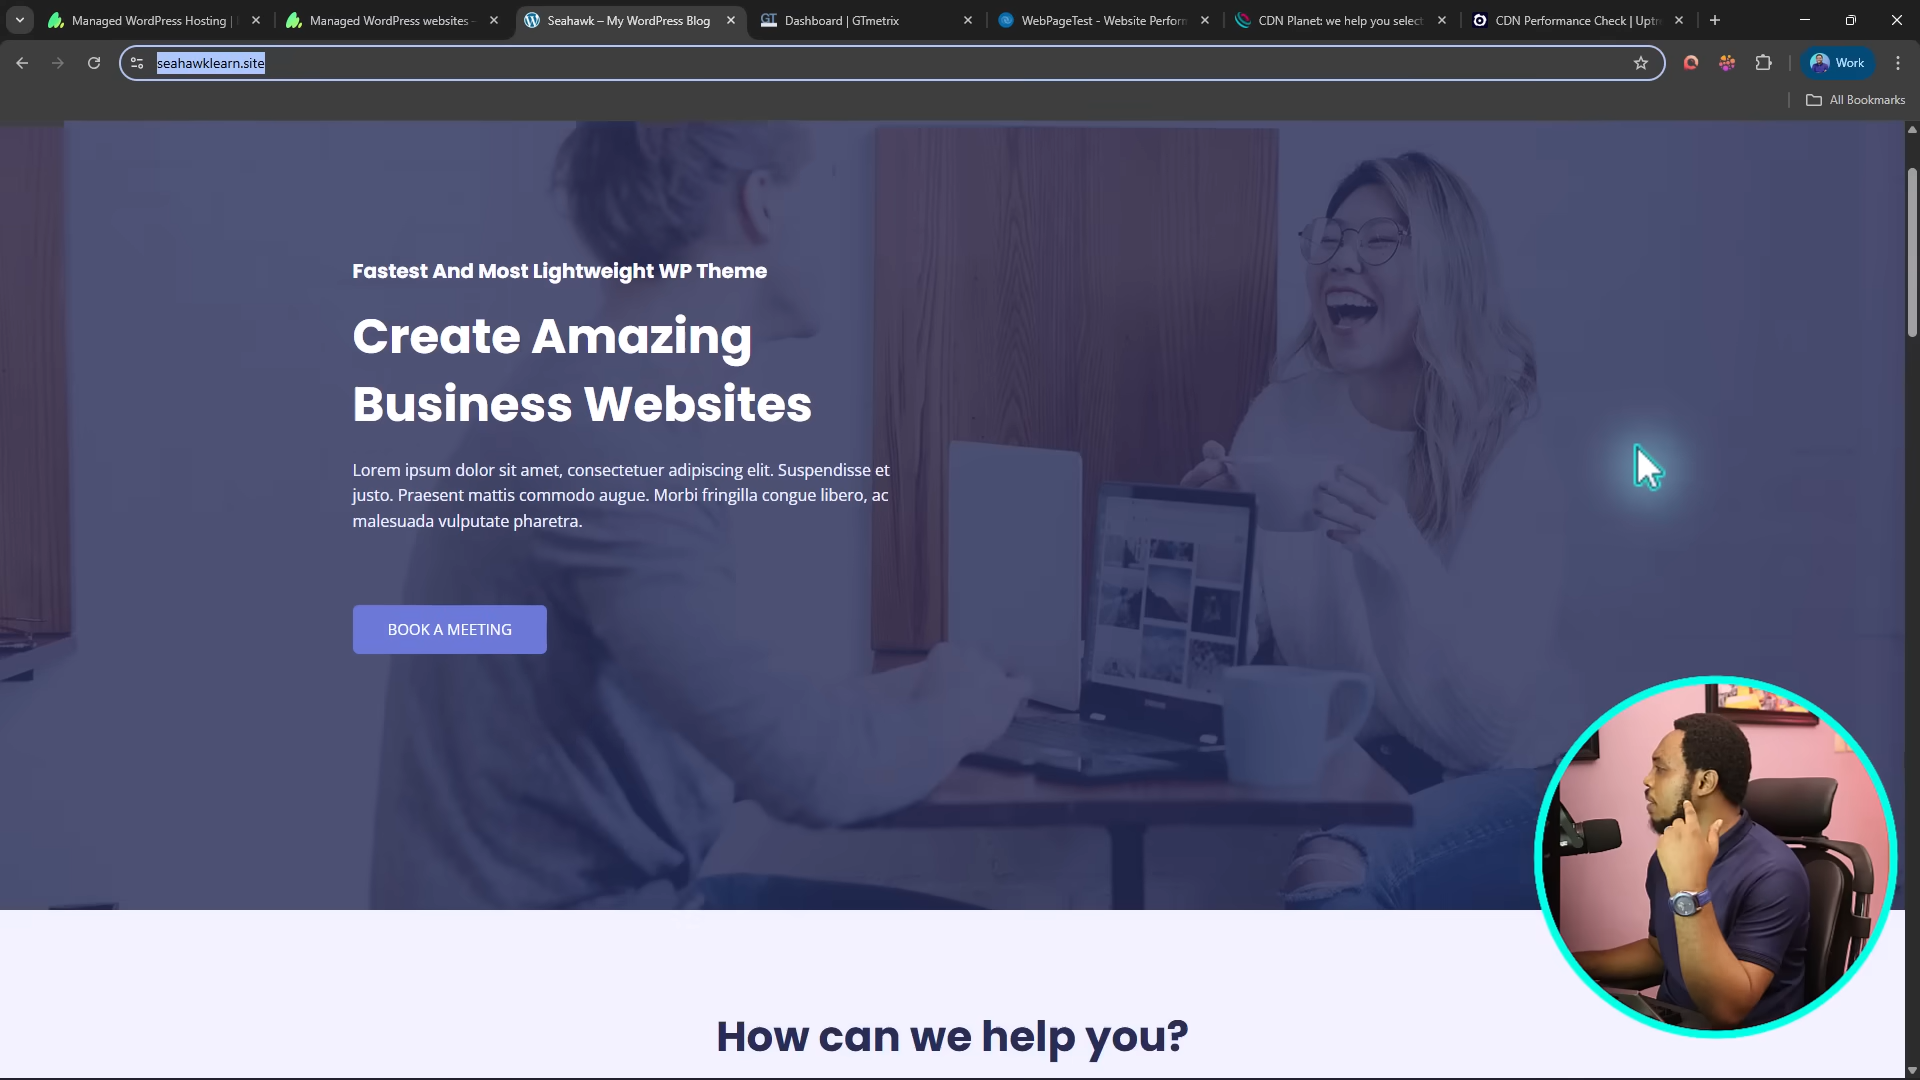 Managed WordPress Hosting |
Managed WordPress websites -
Seahawk – My WordPress Blog
GT
Dashboard | GTmetrix
WebPageTest - Website Perform
CDN Planet: we help you select
CDN Performance Check | Uptr
seahawklearn.site
Work
All Bookmarks
Fastest And Most Lightweight WP Theme
Create Amazing
Business Websites
Lorem ipsum dolor sit amet, consectetuer adipiscing elit. Suspendisse et
justo. Praesent mattis commodo augue. Morbi fringilla congue libero, ac
malesuada vulputate pharetra.
BOOK A MEETING
How can we help you?